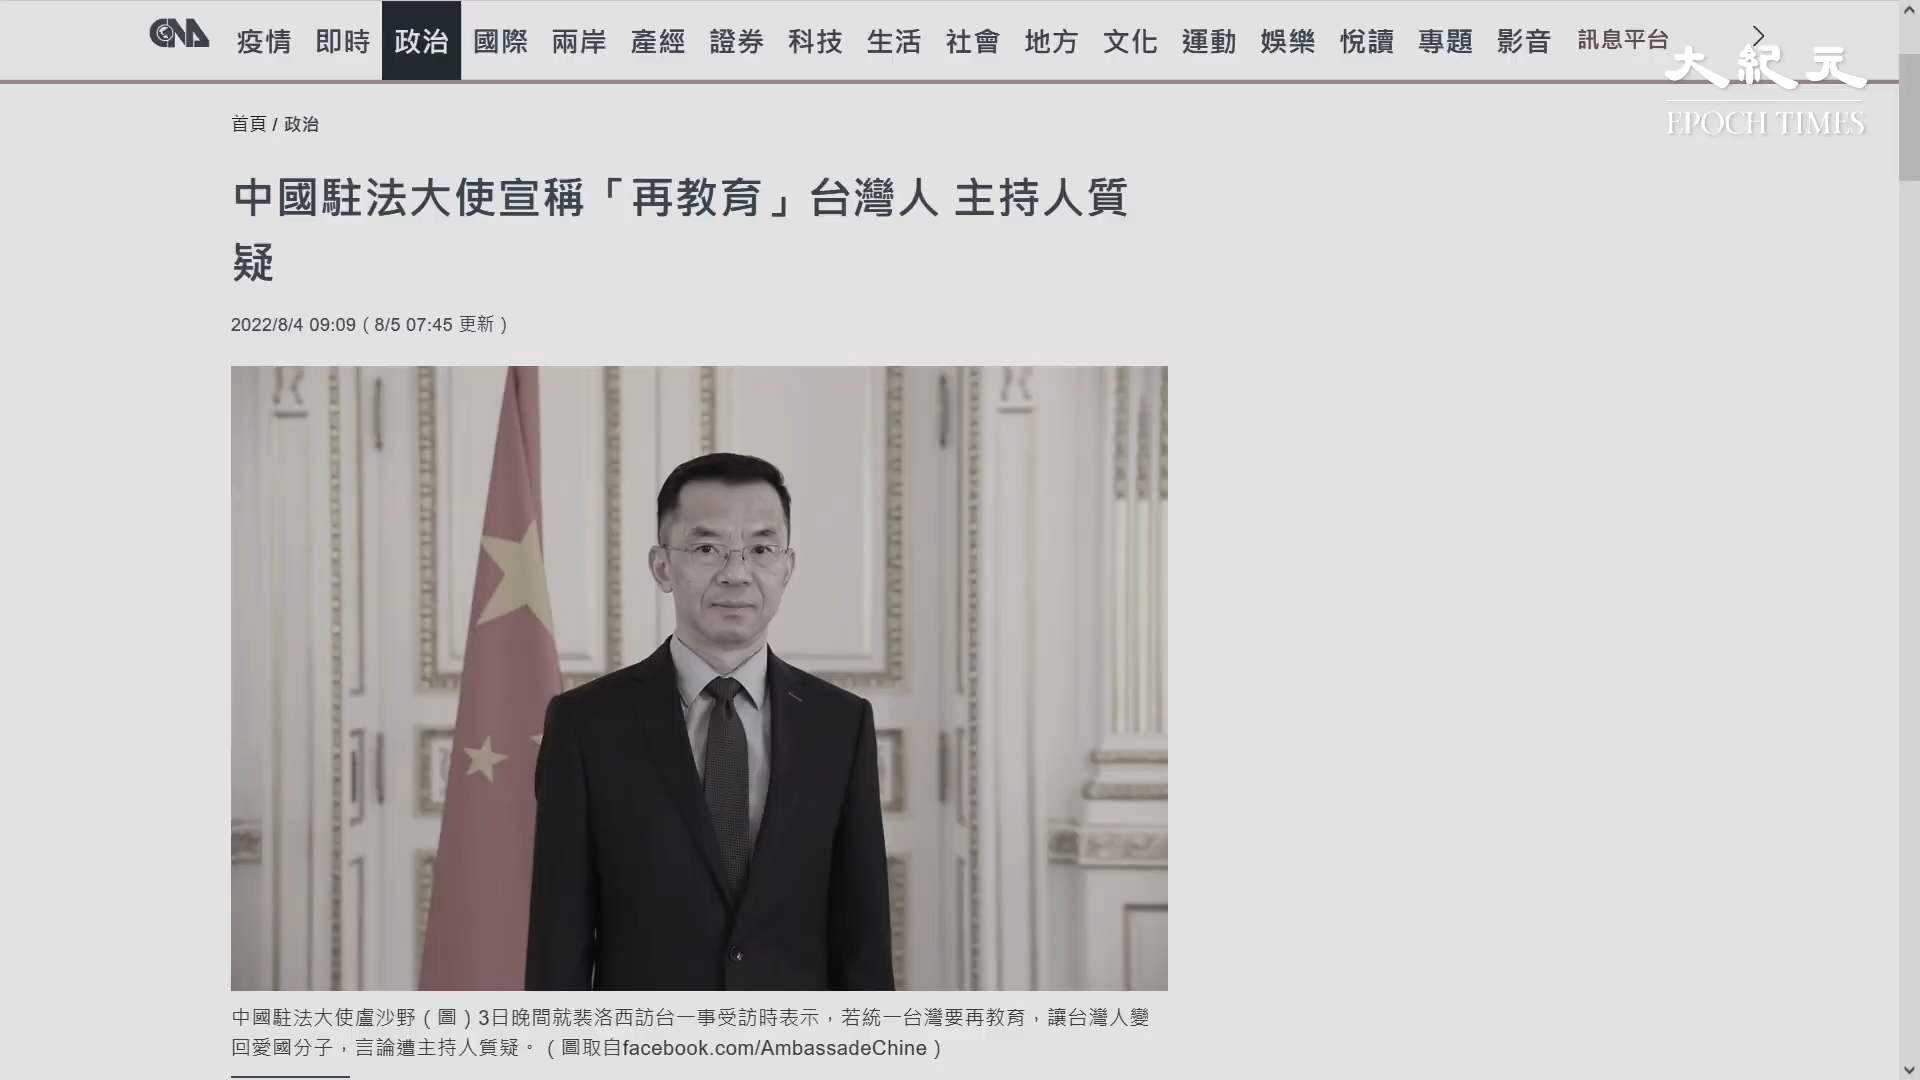 CNA 疫情 即時 政治 國際 兩岸 產經 證券 科技 生活 社會 地方 文化 運動 娛樂 悅讀 專題 影音 訊息平台
大紀元
EPOCH TIMES
首頁 / 政治
中國駐法大使宣稱「再教育」台灣人 主持人質
疑
2022/8/4 09:09（8/5 07:45 更新）
中國駐法大使盧沙野（圖）3日晚間就裴洛西訪台一事受訪時表示，若統一台灣要再教育，讓台灣人變
回愛國分子，言論遭主持人質疑。（圖取自facebook.com/AmbassadeChine）